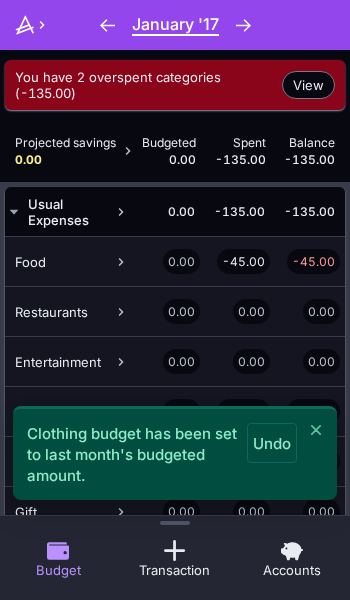 January '17
You have 2 overspent categories
(-135.00)
View
Projected savings Budgeted Spent Balance
0.00 0.00 -135.00 -135.00
Usual
Expenses
0.00 -135.00 -135.00
Food 0.00 -45.00 -45.00
Restaurants 0.00 0.00 0.00
Entertainment 0.00 0.00 0.00
Clothing budget has been set
to last month's budgeted
amount.
Undo
Gift 0.00 0.00 0.00
Budget Transaction Accounts